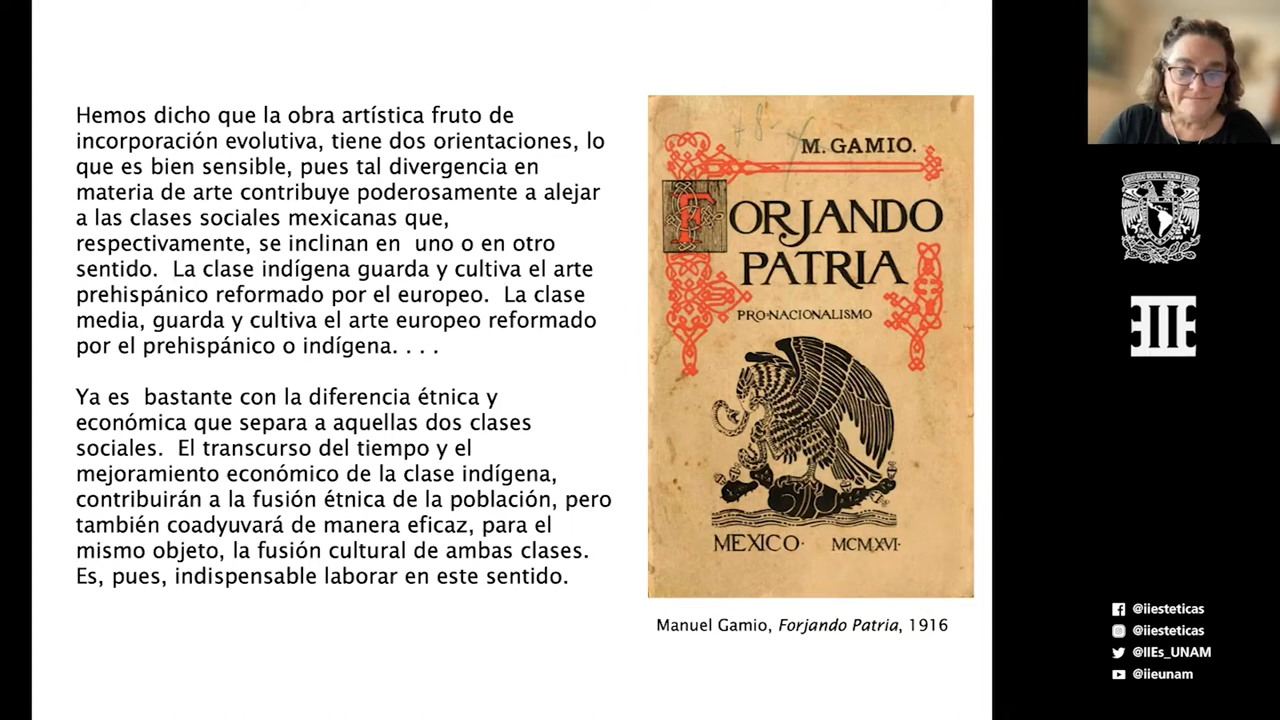 Hemos dicho que la obra artística fruto de
incorporación evolutiva, tiene dos orientaciones, lo
que es bien sensible, pues tal divergencia en
materia de arte contribuye poderosamente a alejar
a las clases sociales mexicanas que,
respectivamente, se inclinan en uno o en otro
sentido. La clase indígena guarda y cultiva el arte
prehispánico reformado por el europeo. La clase
media, guarda y cultiva el arte europeo reformado
por el prehispánico o indígena. . . .
Ya es bastante con la diferencia étnica y
económica que separa a aquellas dos clases
sociales. El transcurso del tiempo y el
mejoramiento económico de la clase indígena,
contribuirán a la fusión étnica de la población, pero
también coadyuvará de manera eficaz, para el
mismo objeto, la fusión cultural de ambas clases.
Es, pues, indispensable laborar en este sentido.
M. GAMIO.
FORJANDO
PATRIA
PRO-NACIONALISMO
MEXICO· MCMXVI·
Manuel Gamio, Forjando Patria, 1916
IIE
@iiesteticas
@iiesteticas
@IIEs_UNAM
@iieunam